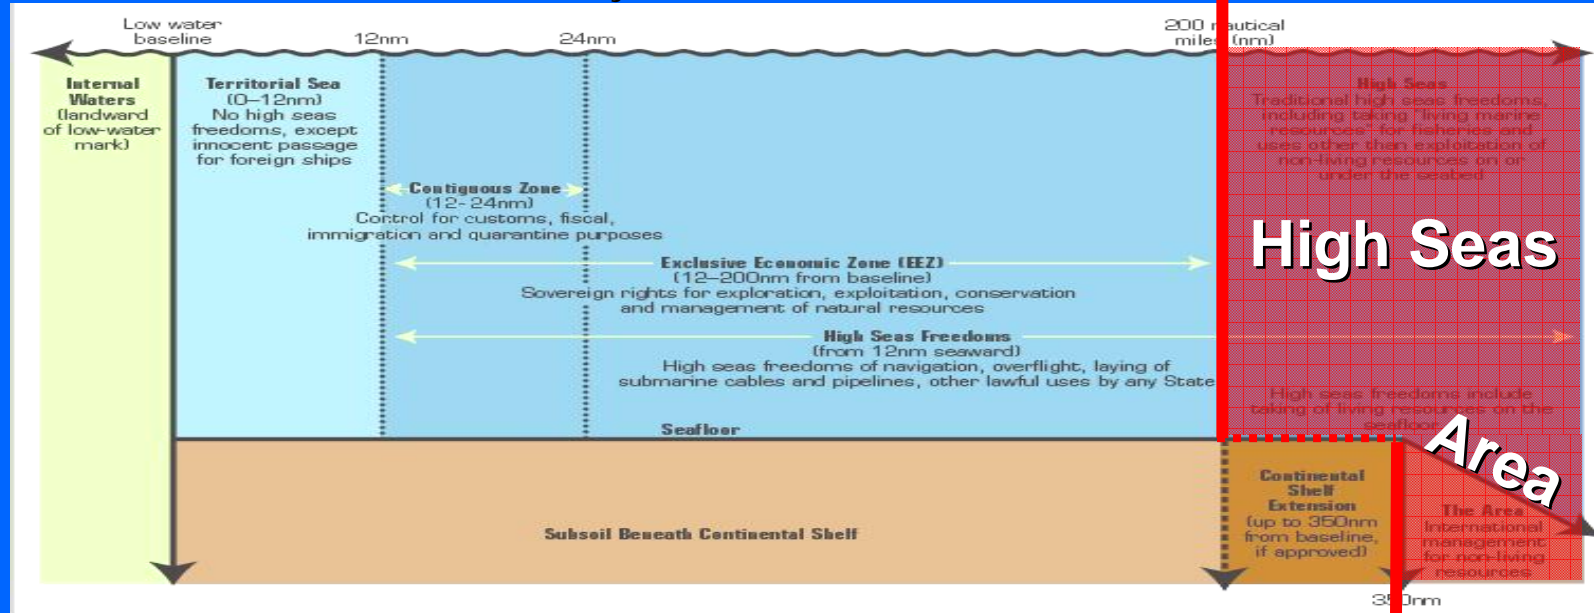 Low water
baseline
12nm
24nm
200 nautical
miles (nm)
Internal
Waters
(landward
of low-water
mark)
Territorial Sea
(0–12nm)
No high seas
freedoms, except
innocent passage
for foreign ships
Contiguous Zone
(12-24nm)
Control for customs, fiscal,
immigration and quarantine purposes
Exclusive Economic Zone (EEZ)
(12–200nm from baseline)
Sovereign rights for exploration, exploitation, conservation
and management of natural resources
High Seas Freedoms
(from 12nm seaward)
High seas freedoms of navigation, overflight, laying of
submarine cables and pipelines, other lawful uses by any State
Seafloor
High Seas
Traditional high seas freedoms,
including taking "living marine
resources" for fisheries and
uses other than exploitation of
non-living resources on or
under the seabed
High Seas
High seas freedoms include
taking of living resources on the
seafloor
Area
Subsoil Beneath Continental Shelf
Continental
Shelf
Extension
(up to 350nm
from baseline,
if approved)
The Area
International
management
for non-living
resources
350nm